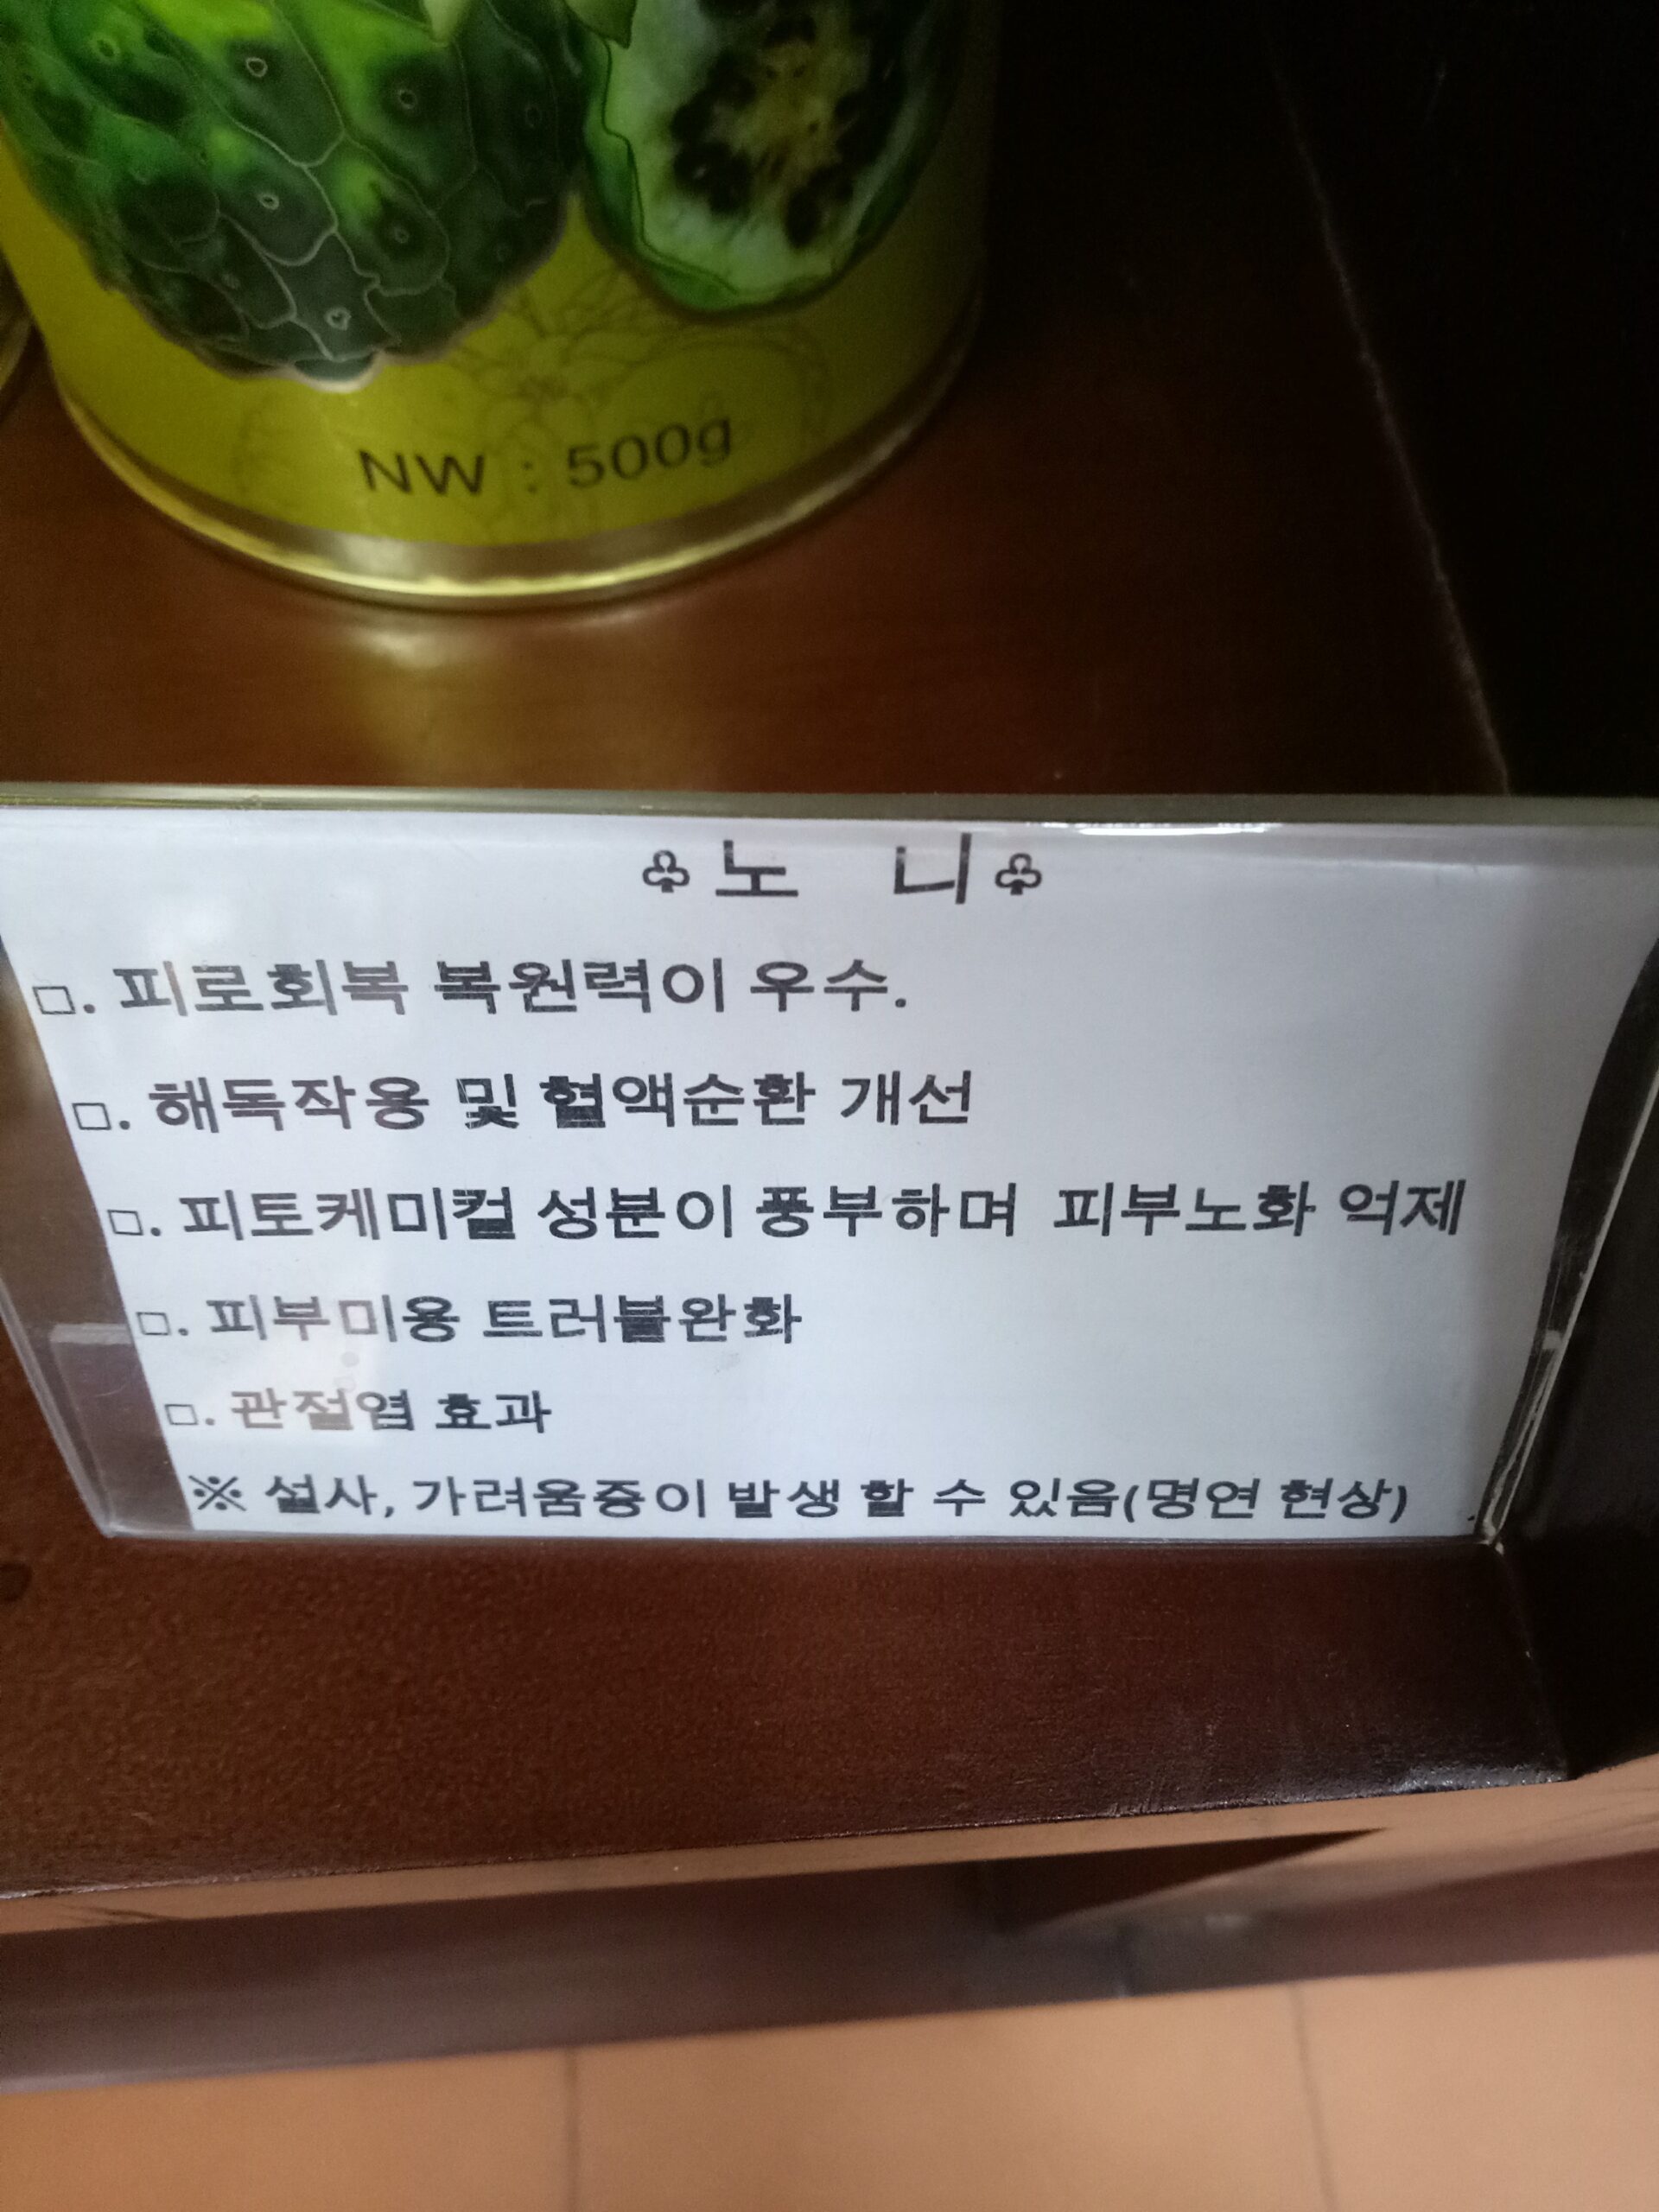 NW : 500g
♧ 노 니 ♧
□. 피로회복 복원력이 우수.
□. 해독작용 및 혈액순환 개선
□. 피토케미컬 성분이 풍부하며 피부노화 억제
□. 피부미용 트러블완화
□. 관절염 효과
※ 설사, 가려움증이 발생 할 수 있음(명연 현상)